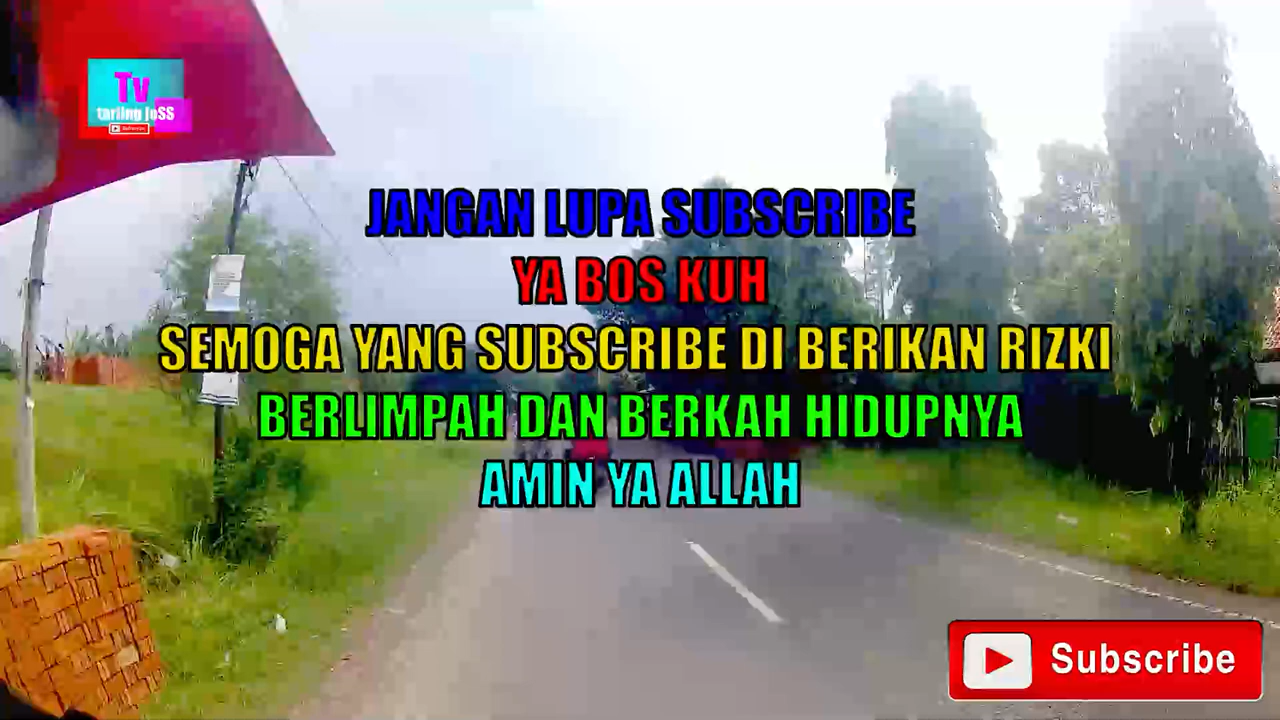 Tv
tarling joSS
Subscribe
JANGAN LUPA SUBSCRIBE
YA BOS KUH
SEMOGA YANG SUBSCRIBE DI BERIKAN RIZKI
BERLIMPAH DAN BERKAH HIDUPNYA
AMIN YA ALLAH
Subscribe